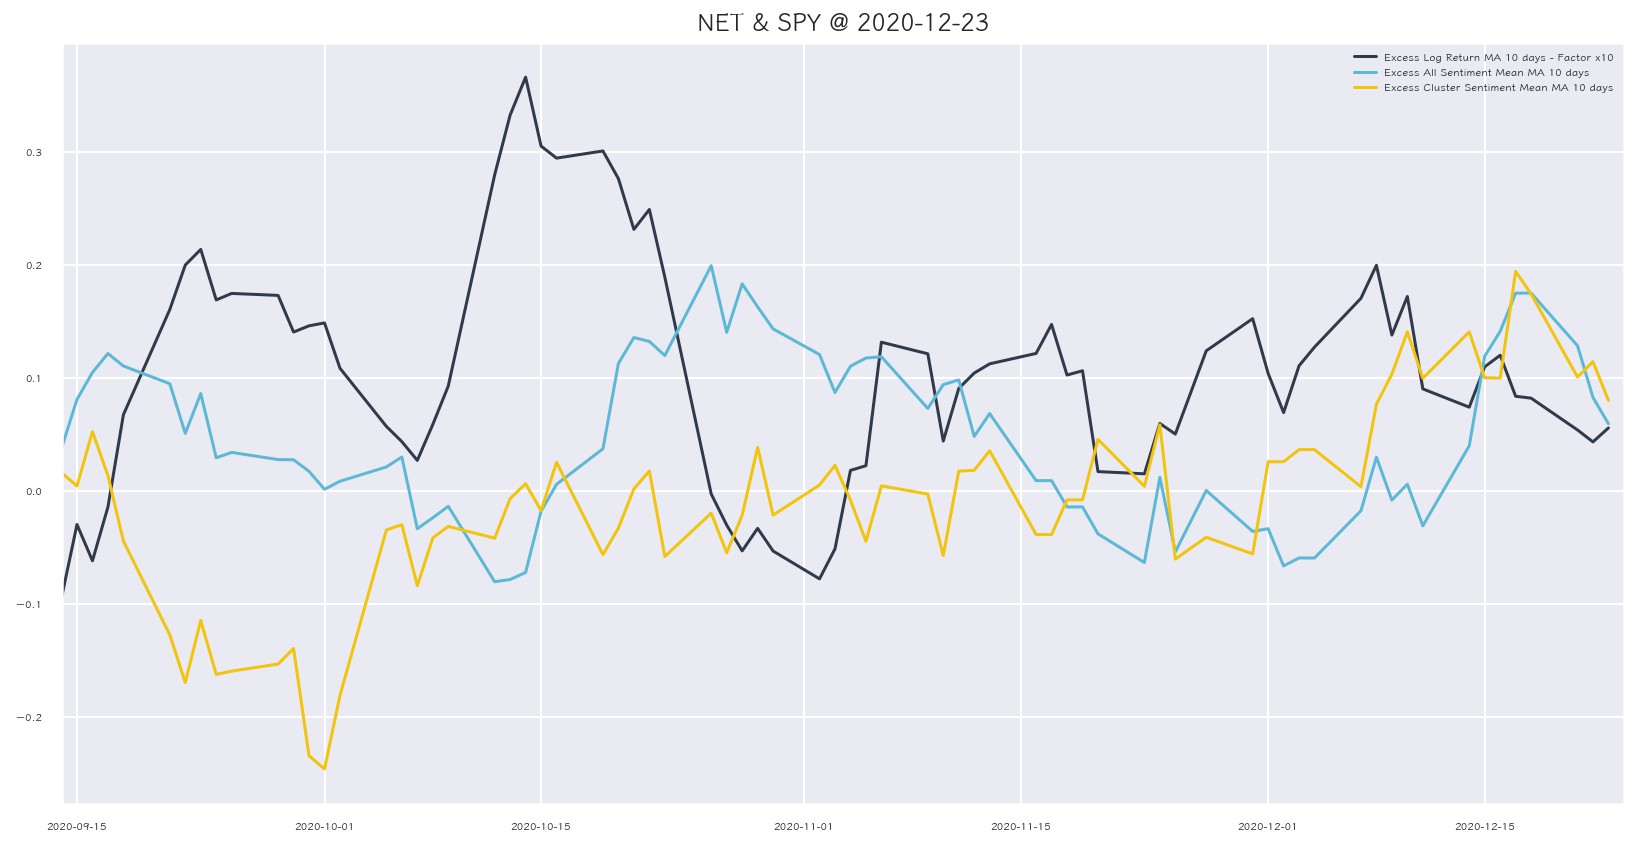 NET & SPY @ 2020-12-23
Excess Log Return MA 10 days - Factor x10
Excess All Sentiment Mean MA 10 days
Excess Cluster Sentiment Mean MA 10 days
0.3
0.2
0.1
0.0
−0.1
−0.2
2020-09-15 2020-10-01 2020-10-15 2020-11-01 2020-11-15 2020-12-01 2020-12-15